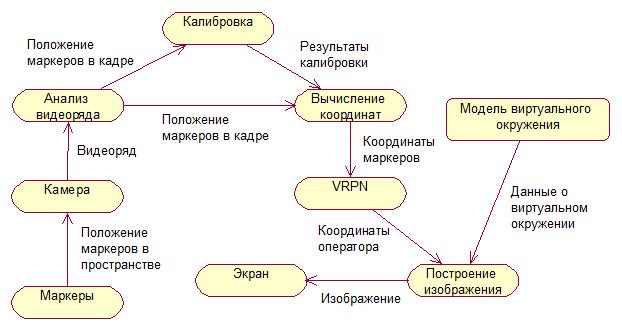 Калибровка
Положение
маркеров в кадре
Результаты
калибровки
Анализ
видеоряда
Положение
маркеров в кадре
Вычисление
координат
Модель виртуального
окружения
Видеоряд
Координаты
маркеров
Камера
VRPN
Данные о
виртуальном
окружении
Положение
маркеров в
пространстве
Координаты
оператора
Экран
Построение
изображения
Маркеры
Изображение